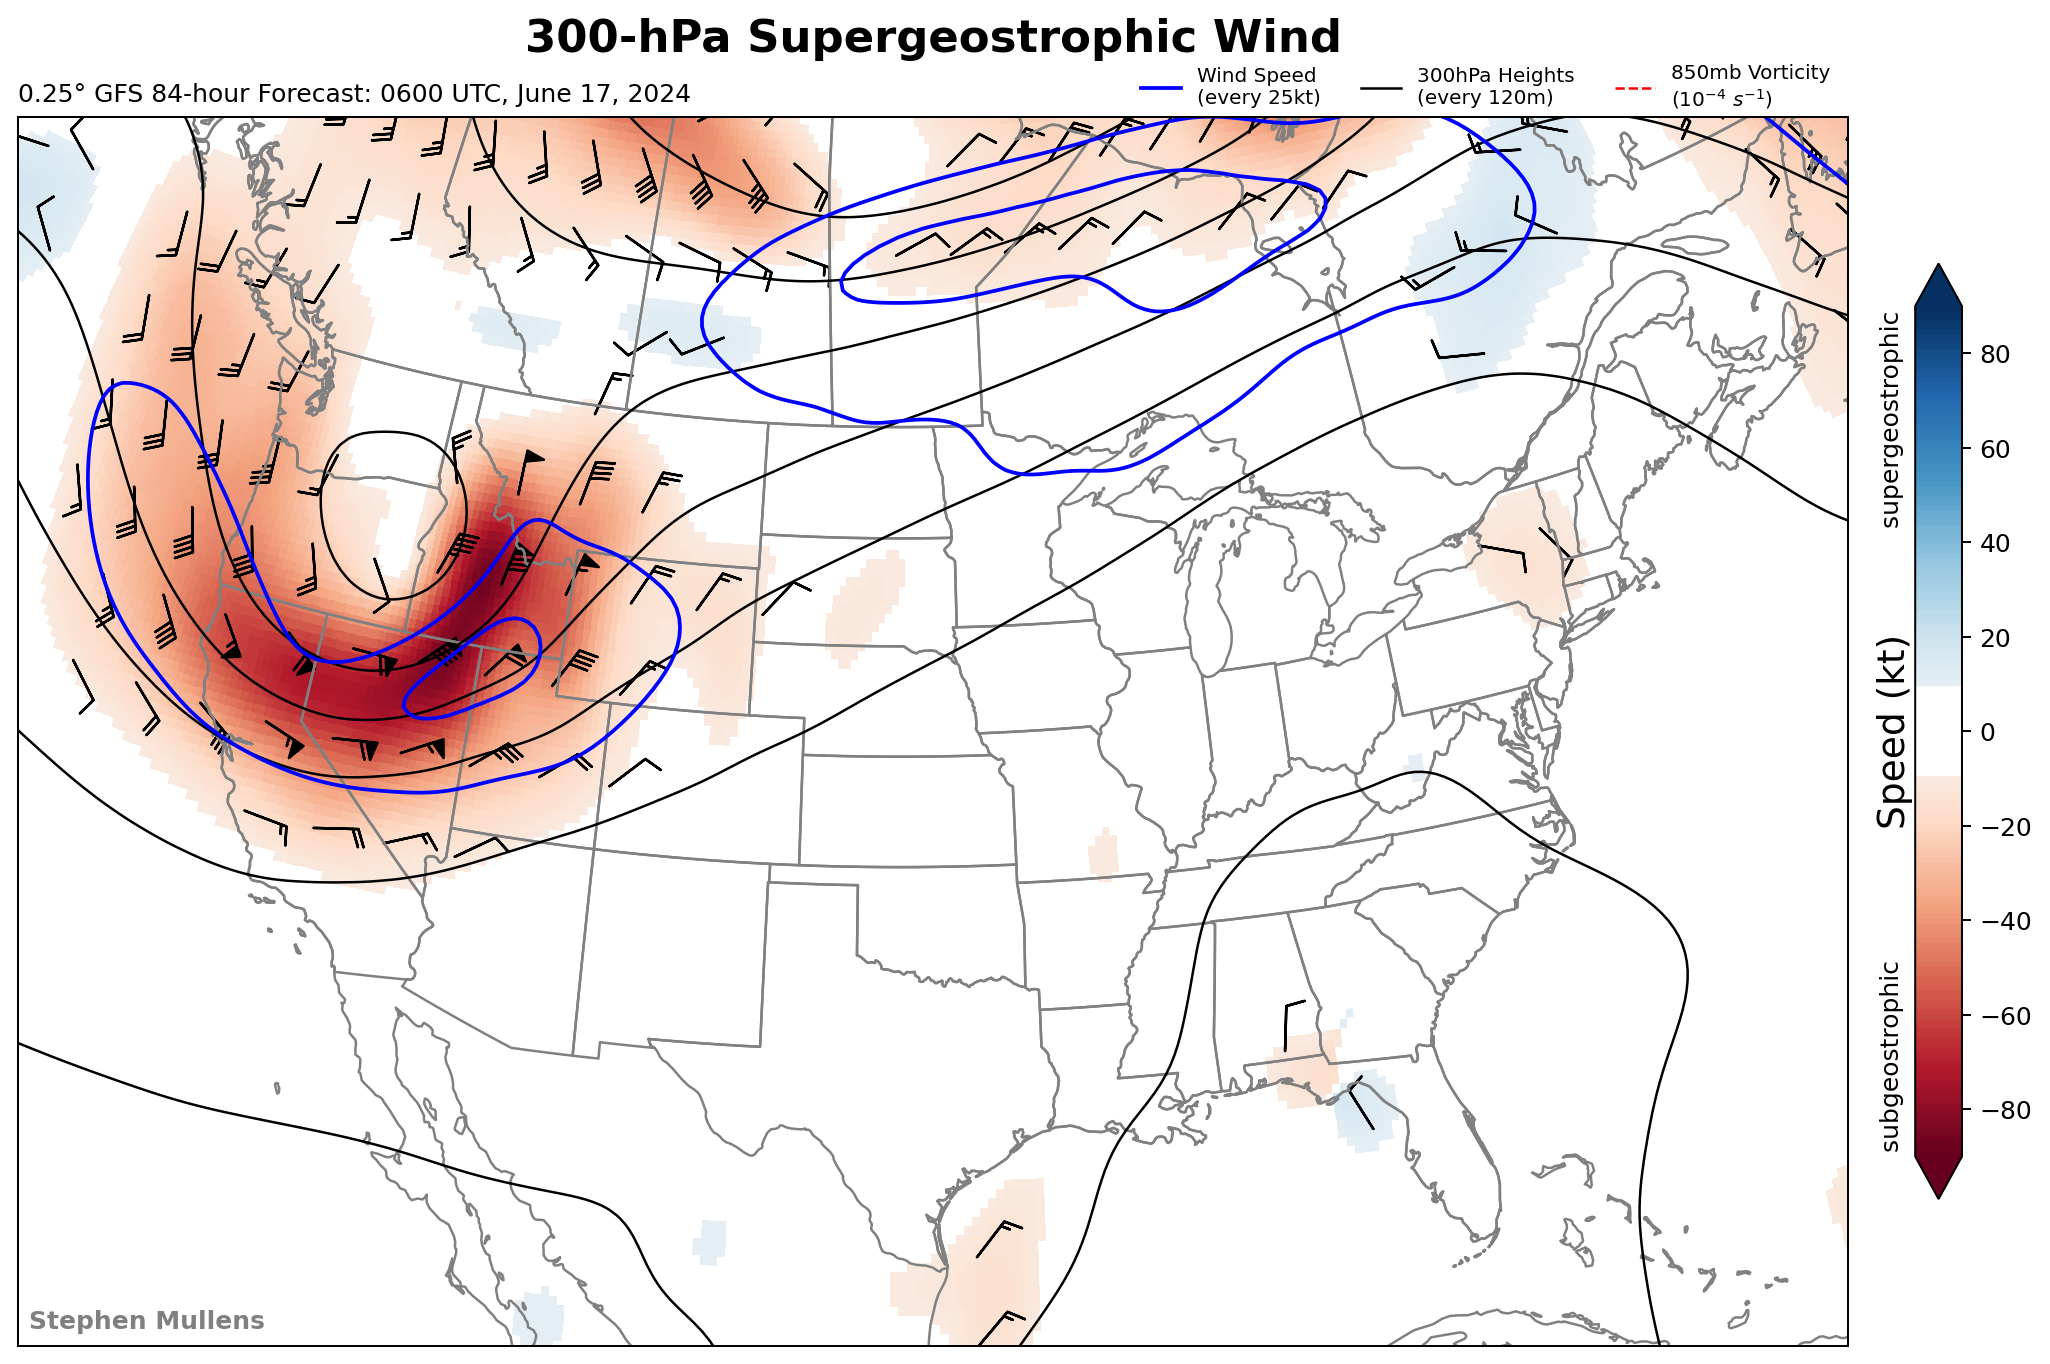 300-hPa Supergeostrophic Wind
0.25° GFS 84-hour Forecast: 0600 UTC, June 17, 2024
Wind Speed
(every 25kt)
300hPa Heights
(every 120m)
850mb Vorticity
(10⁻⁴ s⁻¹)
supergeostrophic
Speed (kt)
subgeostrophic
80
60
40
20
0
−20
−40
−60
−80
Stephen Mullens